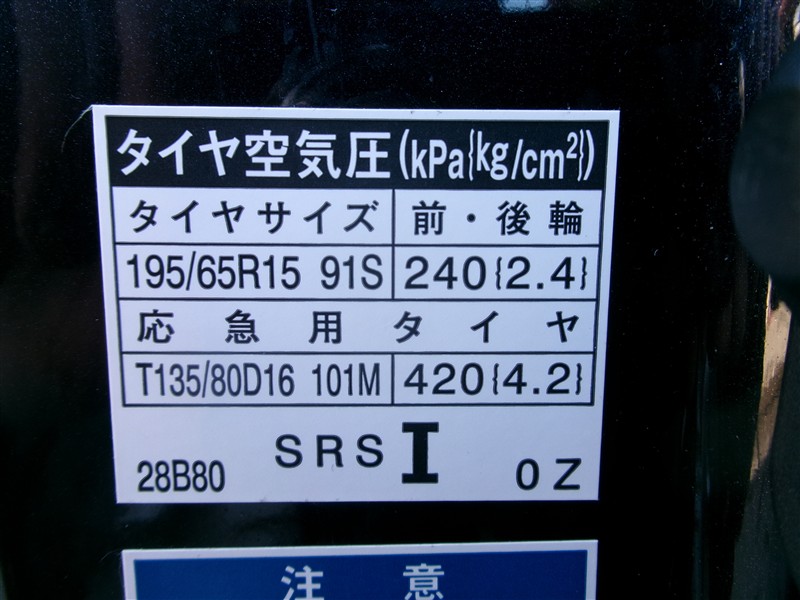 タイヤ空気圧(kPa{kg/cm²})
タイヤサイズ 前・後輪
195/65R15 91S 240{2.4}
応急用タイヤ
T135/80D16 101M 420{4.2}
28B80 SRS I 0Z
注意